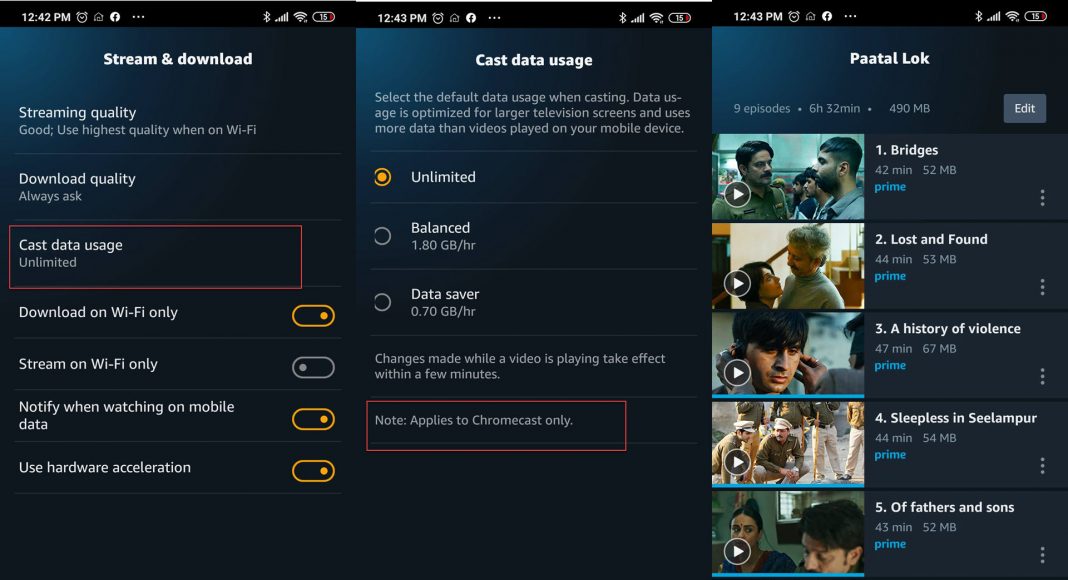 12:42 PM
15
Stream & download
Streaming quality
Good; Use highest quality when on Wi-Fi
Download quality
Always ask
Cast data usage
Unlimited
Download on Wi-Fi only
Stream on Wi-Fi only
Notify when watching on mobile
data
Use hardware acceleration
12:43 PM
15
Cast data usage
Select the default data usage when casting. Data us-
age is optimized for larger television screens and uses
more data than videos played on your mobile device.
Unlimited
Balanced
1.80 GB/hr
Data saver
0.70 GB/hr
Changes made while a video is playing take effect
within a few minutes.
Note: Applies to Chromecast only.
12:43 PM
15
Paatal Lok
9 episodes • 6h 32min • 490 MB
Edit
1. Bridges
42 min 52 MB
prime
2. Lost and Found
44 min 53 MB
prime
3. A history of violence
47 min 67 MB
prime
4. Sleepless in Seelampur
44 min 54 MB
prime
5. Of fathers and sons
43 min 52 MB
prime